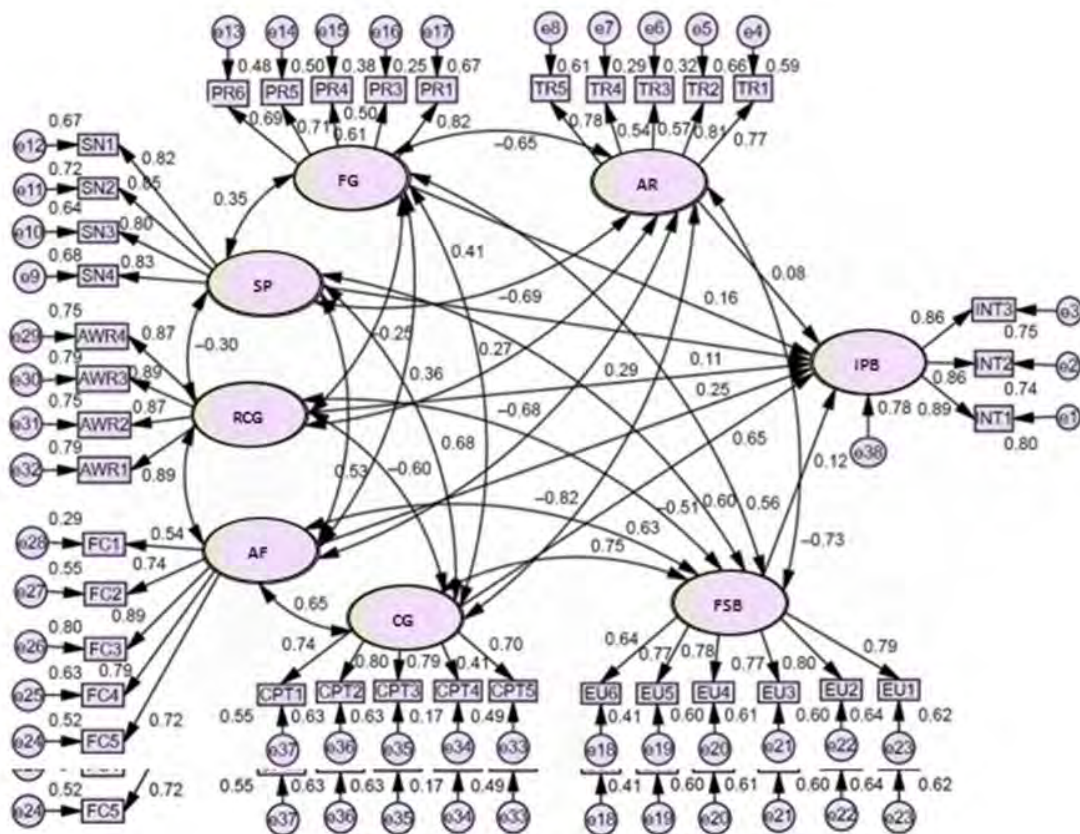 e13 e14 e15 e16 e17 e8 e7 e6 e5 e4
0.48 0.50 0.38 0.25 0.67 0.61 0.29 0.32 0.66 0.59
PR6 PR5 PR4 PR3 PR1 TR5 TR4 TR3 TR2 TR1
0.69 0.71 0.61 0.50 0.82 0.78 0.54 0.57 0.81 0.77
–0.65
FG AR
0.67
e12 SN1 0.82
0.72
e11 SN2 0.85
0.64
e10 SN3 0.80
0.68
e9 SN4 0.83
0.35
0.41
SP
0.08
–0.69 0.16
0.75
e29 AWR4 0.87
0.79
e30 AWR3 0.89
0.75
e31 AWR2 0.87
0.79
e32 AWR1 0.89
–0.30
–0.25 0.27 0.11
0.36 0.29 0.25
RCG
–0.68
0.68 0.65
0.53 –0.60
0.86 INT3 e3
0.75
IPB INT2 e2
0.86 0.74
0.78 0.89 INT1 e1
0.80
e38
0.12
–0.82 –0.51 0.60 0.56
0.63
0.75 –0.73
0.29
e28 FC1 0.54
AF
0.55 0.74
e27 FC2
0.89
0.80
e26 FC3
0.63 0.79
e25 FC4
0.52
e24 FC5 0.72
0.52
e24 FC5 0.72
0.65
CG FSB
0.74 0.80 0.79 0.41 0.70 0.64 0.77 0.78 0.77 0.80 0.79
CPT1 CPT2 CPT3 CPT4 CPT5 EU6 EU5 EU4 EU3 EU2 EU1
0.55 0.63 0.63 0.17 0.49 0.41 0.60 0.61 0.60 0.64 0.62
e37 e36 e35 e34 e33 e18 e19 e20 e21 e22 e23
0.55 0.63 0.63 0.17 0.49 0.41 0.60 0.61 0.60 0.64 0.62
e37 e36 e35 e34 e33 e18 e19 e20 e21 e22 e23